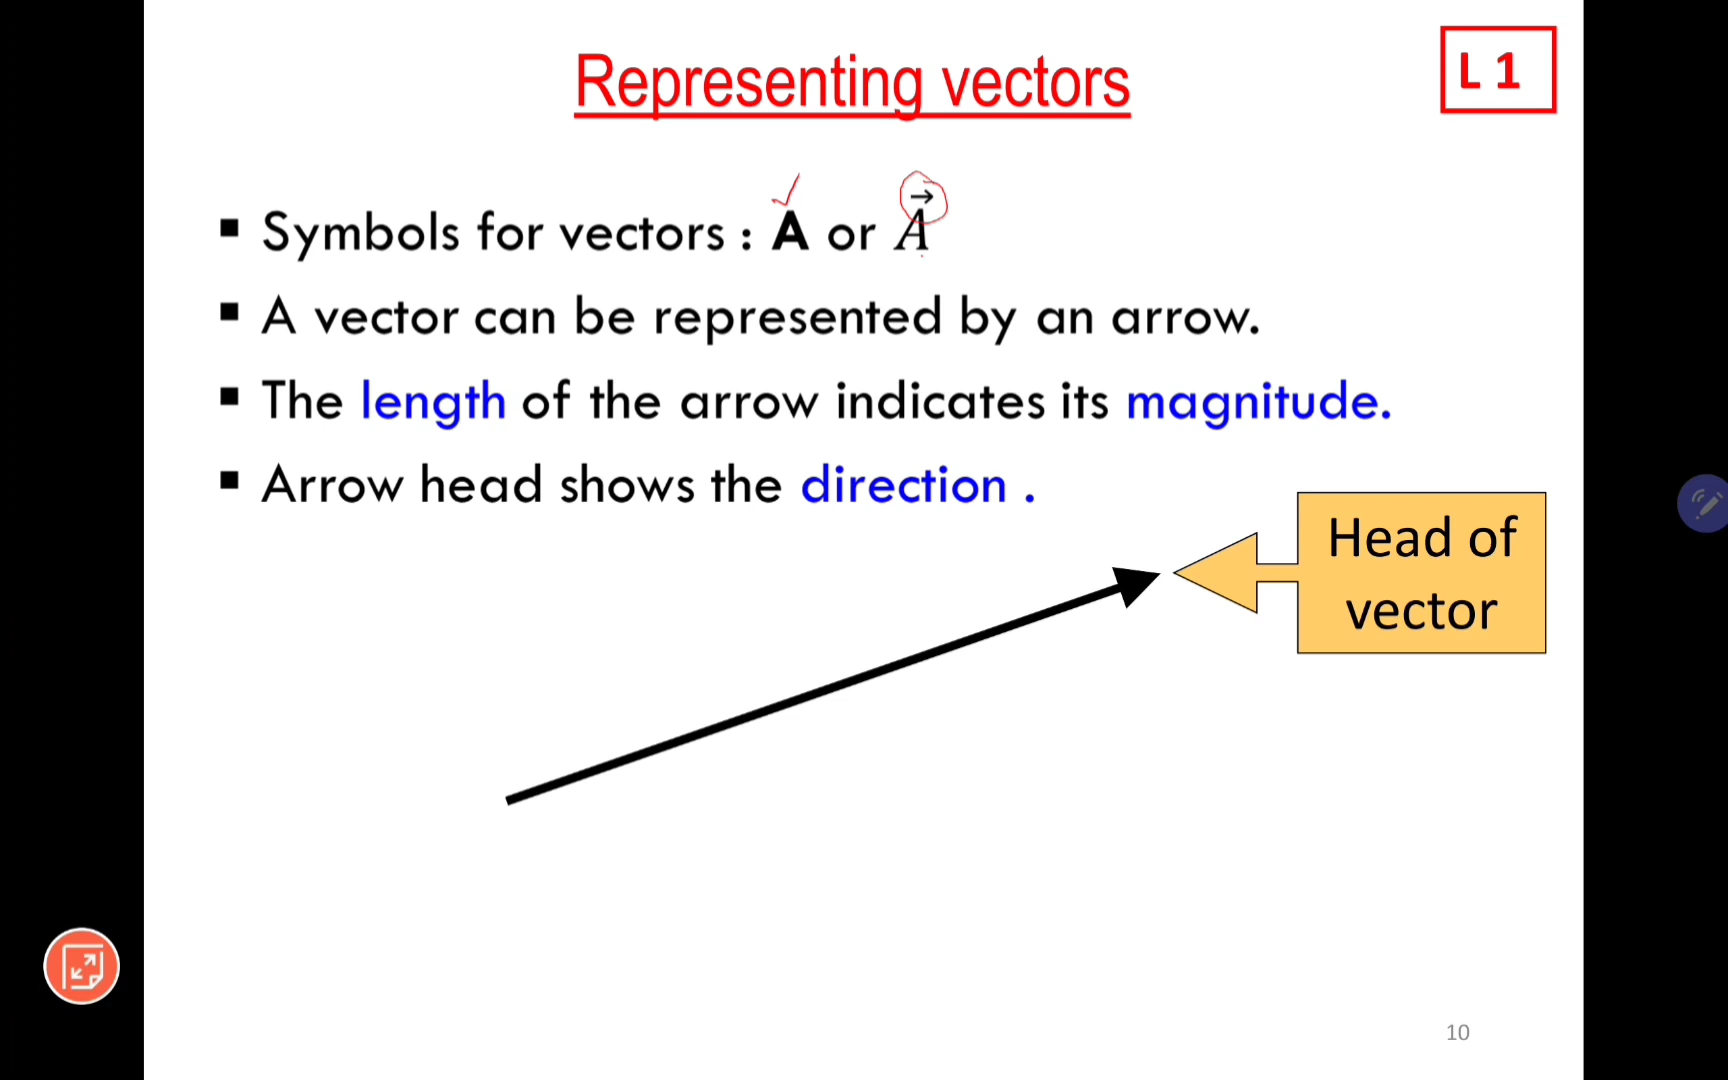 Representing vectors
L 1
▪ Symbols for vectors : A or A⃗
▪ A vector can be represented by an arrow.
▪ The length of the arrow indicates its magnitude.
▪ Arrow head shows the direction .
Head of
vector
10